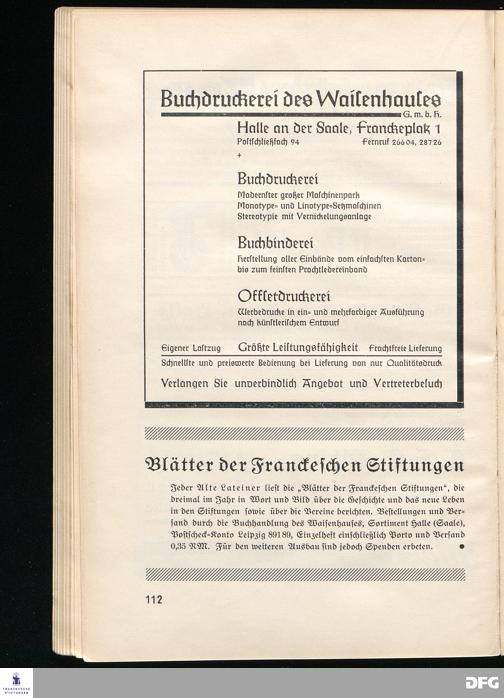 Buchdruckerei des Waisenhauses
G. m. b. H.
Halle an der Saale, Franckeplatz 1
Postschließfach 94 Fernruf 26604, 28726
Buchdruckerei
Modernster großer Maschinenpark
Monotype- und Linotype-Setzmaschinen
Stereotypie mit Vernickelungsanlage
Buchbinderei
Herstellung aller Einbände vom einfachsten Karton-
bis zum feinsten Prachtledereinband
Offsetdruckerei
Werbedrucke in ein- und mehrfarbiger Ausführung
nach künstlerischem Entwurf
Eigener Lastzug Größte Leistungsfähigkeit Frachtfreie Lieferung
Schnellste und preiswerte Bedienung bei Lieferung von nur Qualitätsdruck
Verlangen Sie unverbindlich Angebot und Vertreterbesuch
Blätter der Franckeschen Stiftungen
Jeder Alte Lateiner liest die „Blätter der Franckeschen Stiftungen“, die
dreimal im Jahr in Wort und Bild über die Geschichte und das neue Leben
in den Stiftungen sowie über die Vereine berichten. Bestellungen und Ver-
sand durch die Buchhandlung des Waisenhauses, Sortiment Halle (Saale),
Postscheck-Konto Leipzig 89189, Einzelheft einschließlich Porto und Versand
0,35 RM. Für den weiteren Ausbau sind jedoch Spenden erbeten.
112
FRANCKESCHE
STIFTUNGEN
DFG